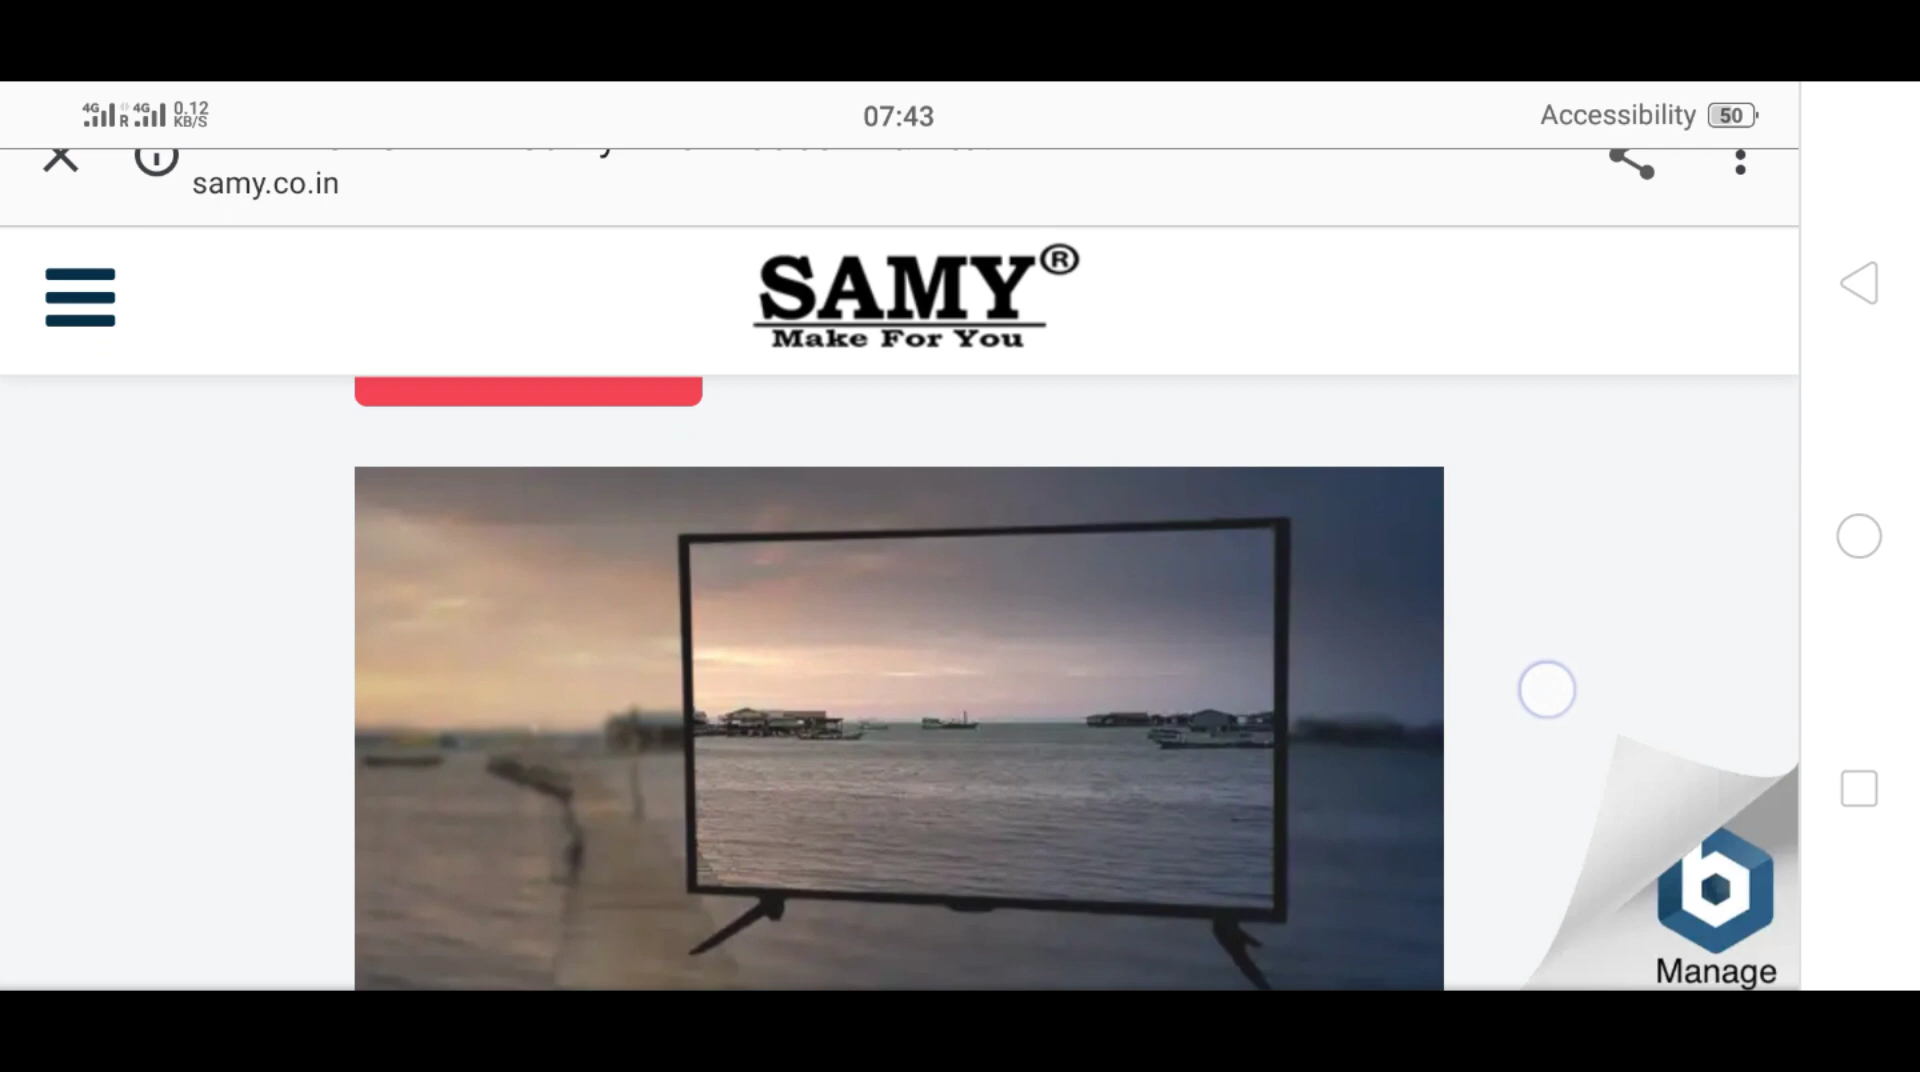 4G R 4G 0.12 KB/S 07:43 Accessibility 50
samy.co.in
SAMY®
Make For You
Manage